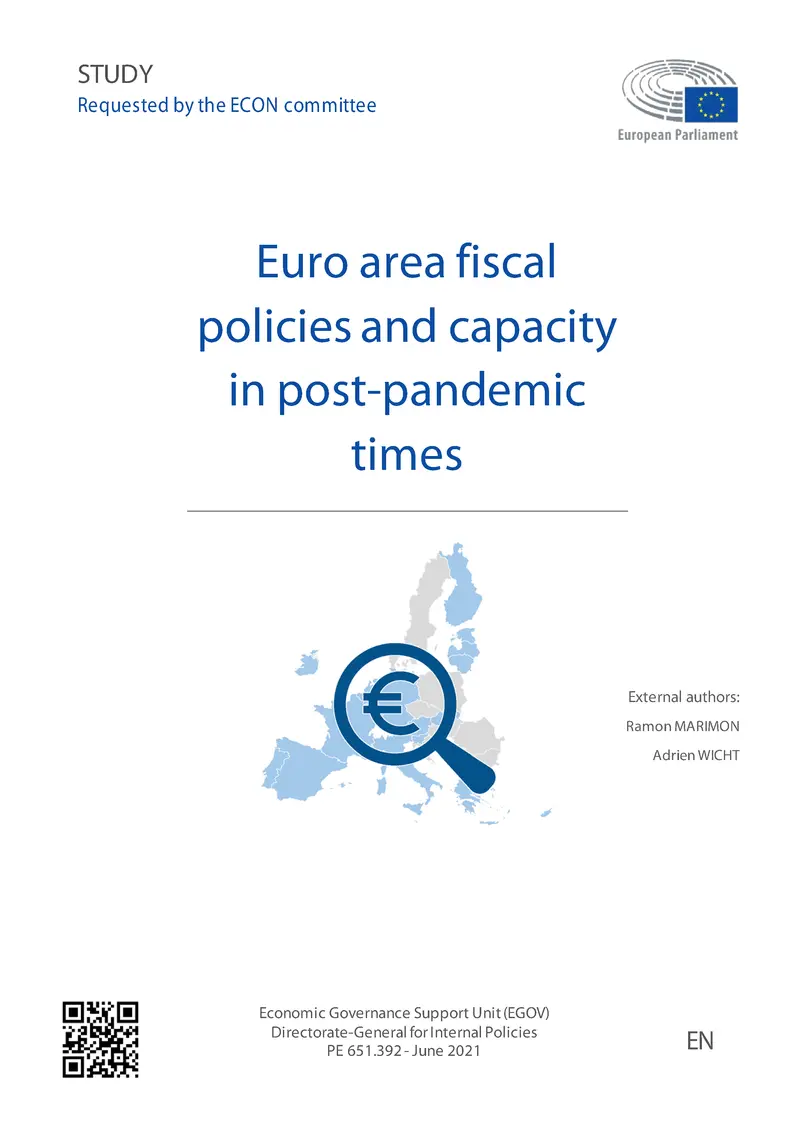 STUDY
Requested by the ECON committee
European Parliament
Euro area fiscal
policies and capacity
in post-pandemic
times
€
External authors:
Ramon MARIMON
Adrien WICHT
Economic Governance Support Unit (EGOV)
Directorate-General for Internal Policies
PE 651.392 - June 2021
EN